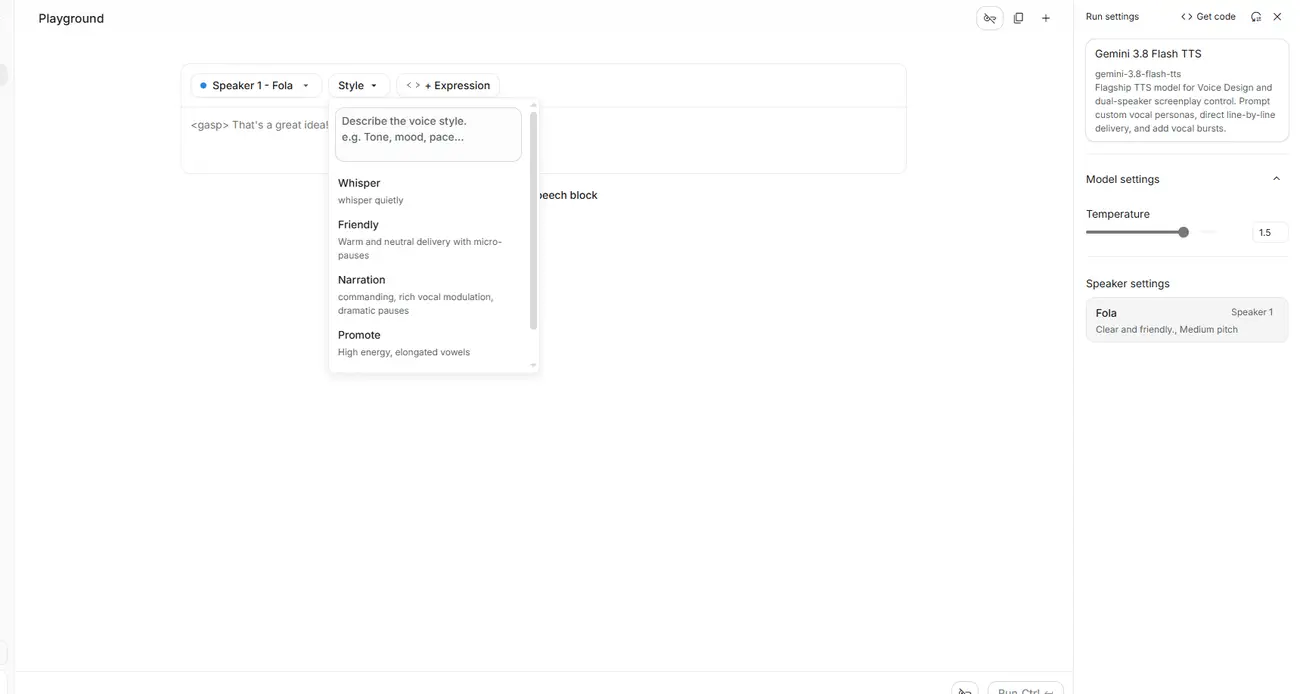 Playground
Speaker 1 - Fola
Style
<> + Expression
<gasp> That's a great idea!
Describe the voice style.
e.g. Tone, mood, pace...
Whisper
whisper quietly
Friendly
Warm and neutral delivery with micro-
pauses
Narration
commanding, rich vocal modulation,
dramatic pauses
Promote
High energy, elongated vowels
block
Run settings
<> Get code
Gemini 3.8 Flash TTS
gemini-3.8-flash-tts
Flagship TTS model for Voice Design and
dual-speaker screenplay control. Prompt
custom vocal personas, direct line-by-line
delivery, and add vocal bursts.
Model settings
Temperature
1.5
Speaker settings
Fola
Speaker 1
Clear and friendly., Medium pitch
Run Ctrl